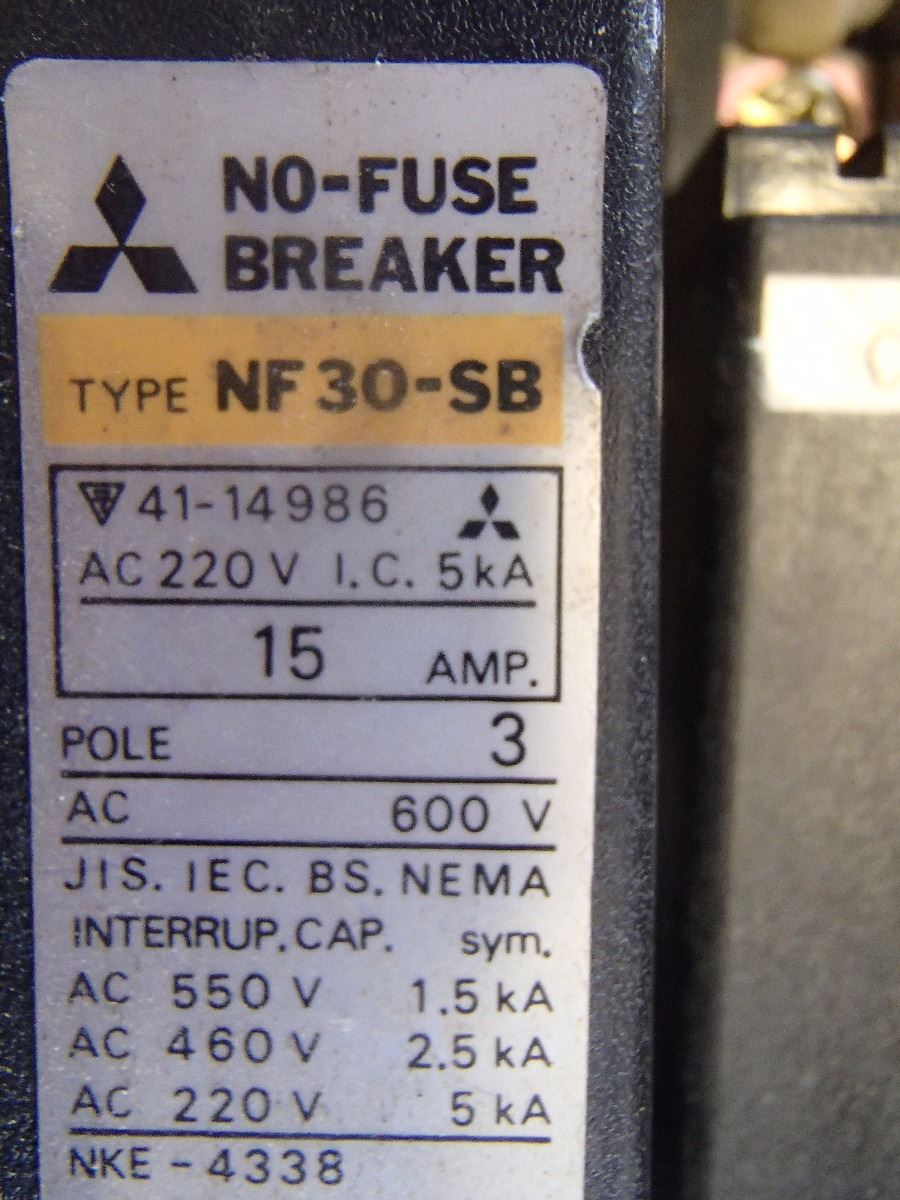 NO-FUSE
BREAKER
TYPE NF30-SB
41-14986
AC 220 V I.C. 5kA
15 AMP.
POLE 3
AC 600 V
JIS. IEC. BS. NEMA
INTERRUP. CAP. sym.
AC 550 V 1.5 kA
AC 460 V 2.5 kA
AC 220 V 5 kA
NKE-4338